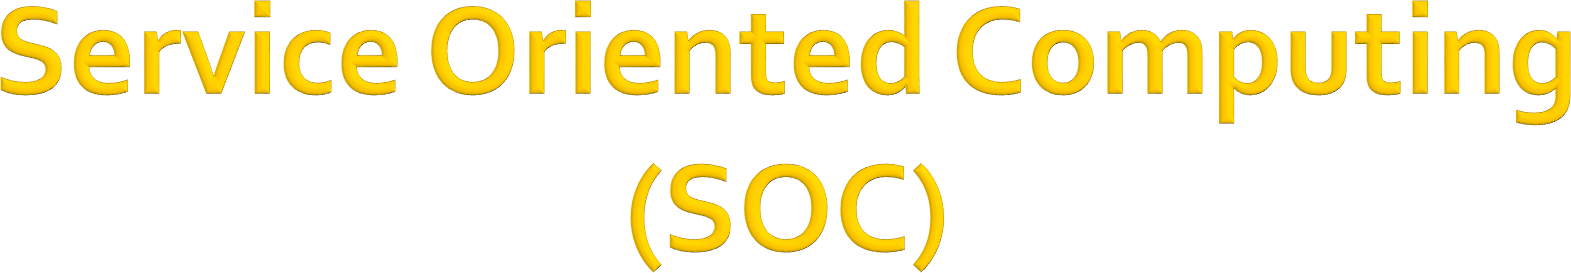 Service Oriented Computing
(SOC)